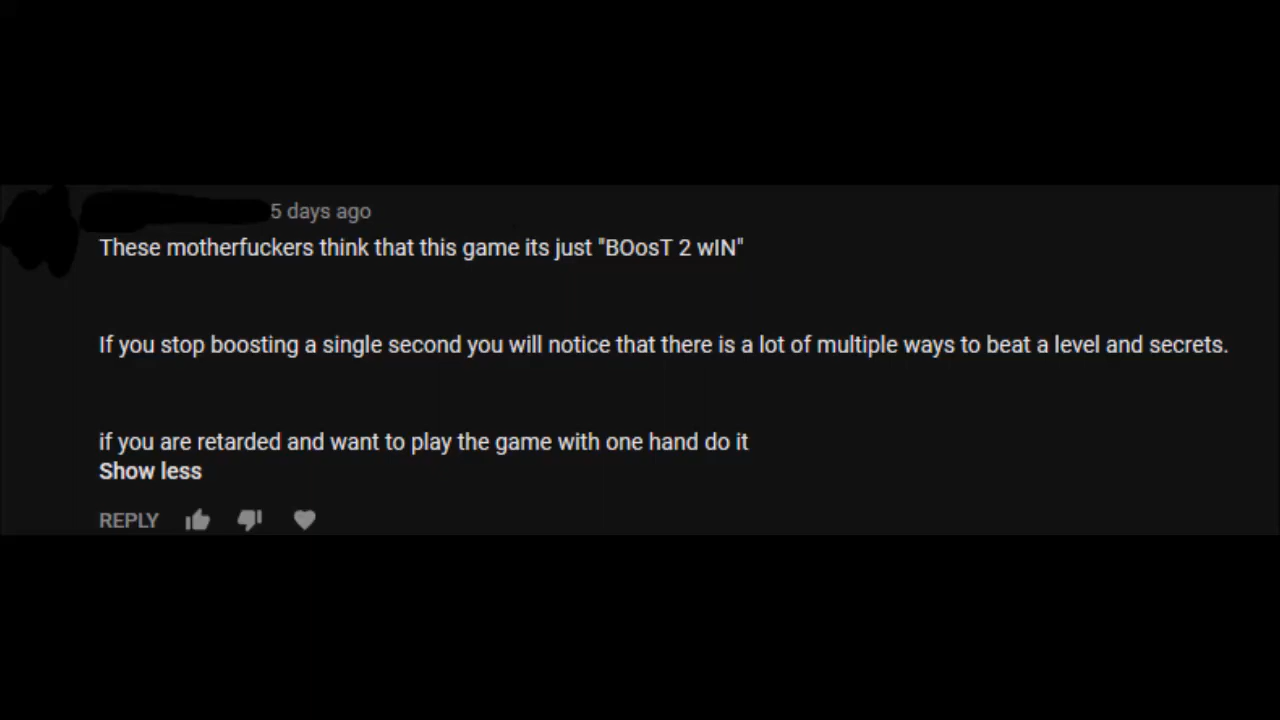 5 days ago
These motherfuckers think that this game its just "BOosT 2 wIN"
If you stop boosting a single second you will notice that there is a lot of multiple ways to beat a level and secrets.
if you are retarded and want to play the game with one hand do it
Show less
REPLY